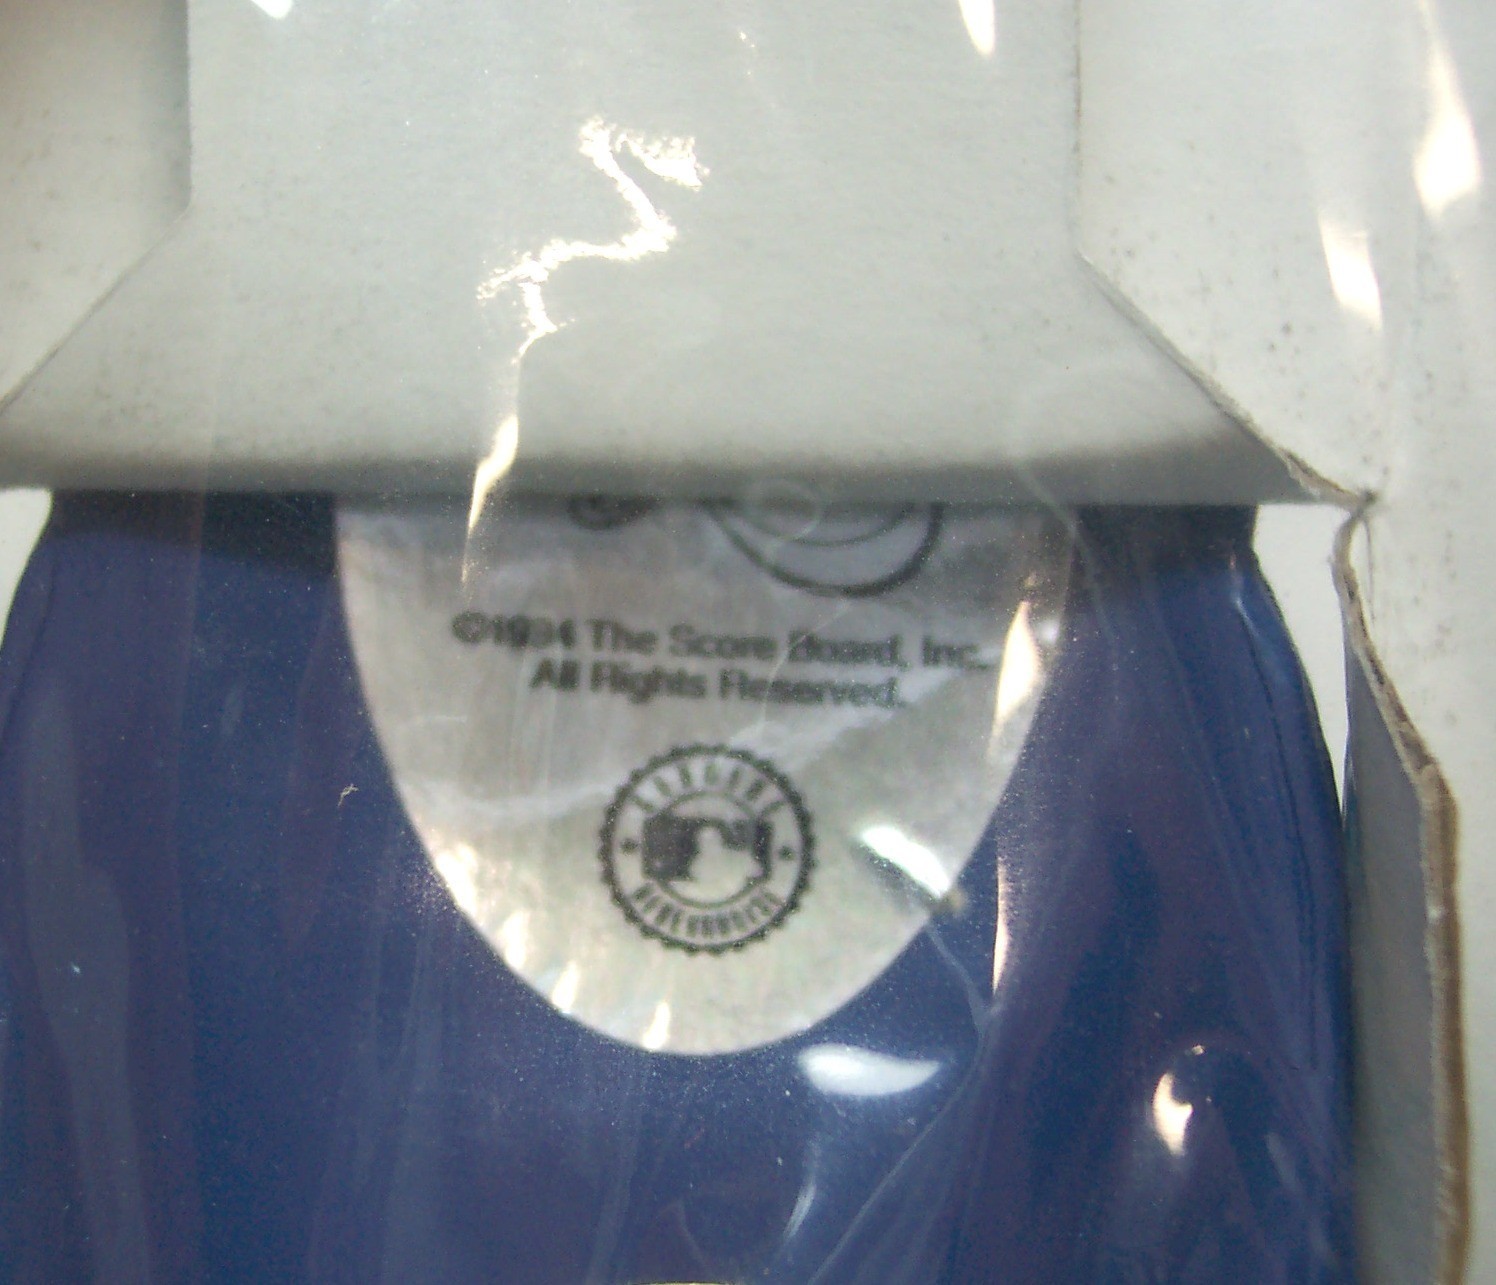 ©1994 The Score Board, Inc.
All Rights Reserved.